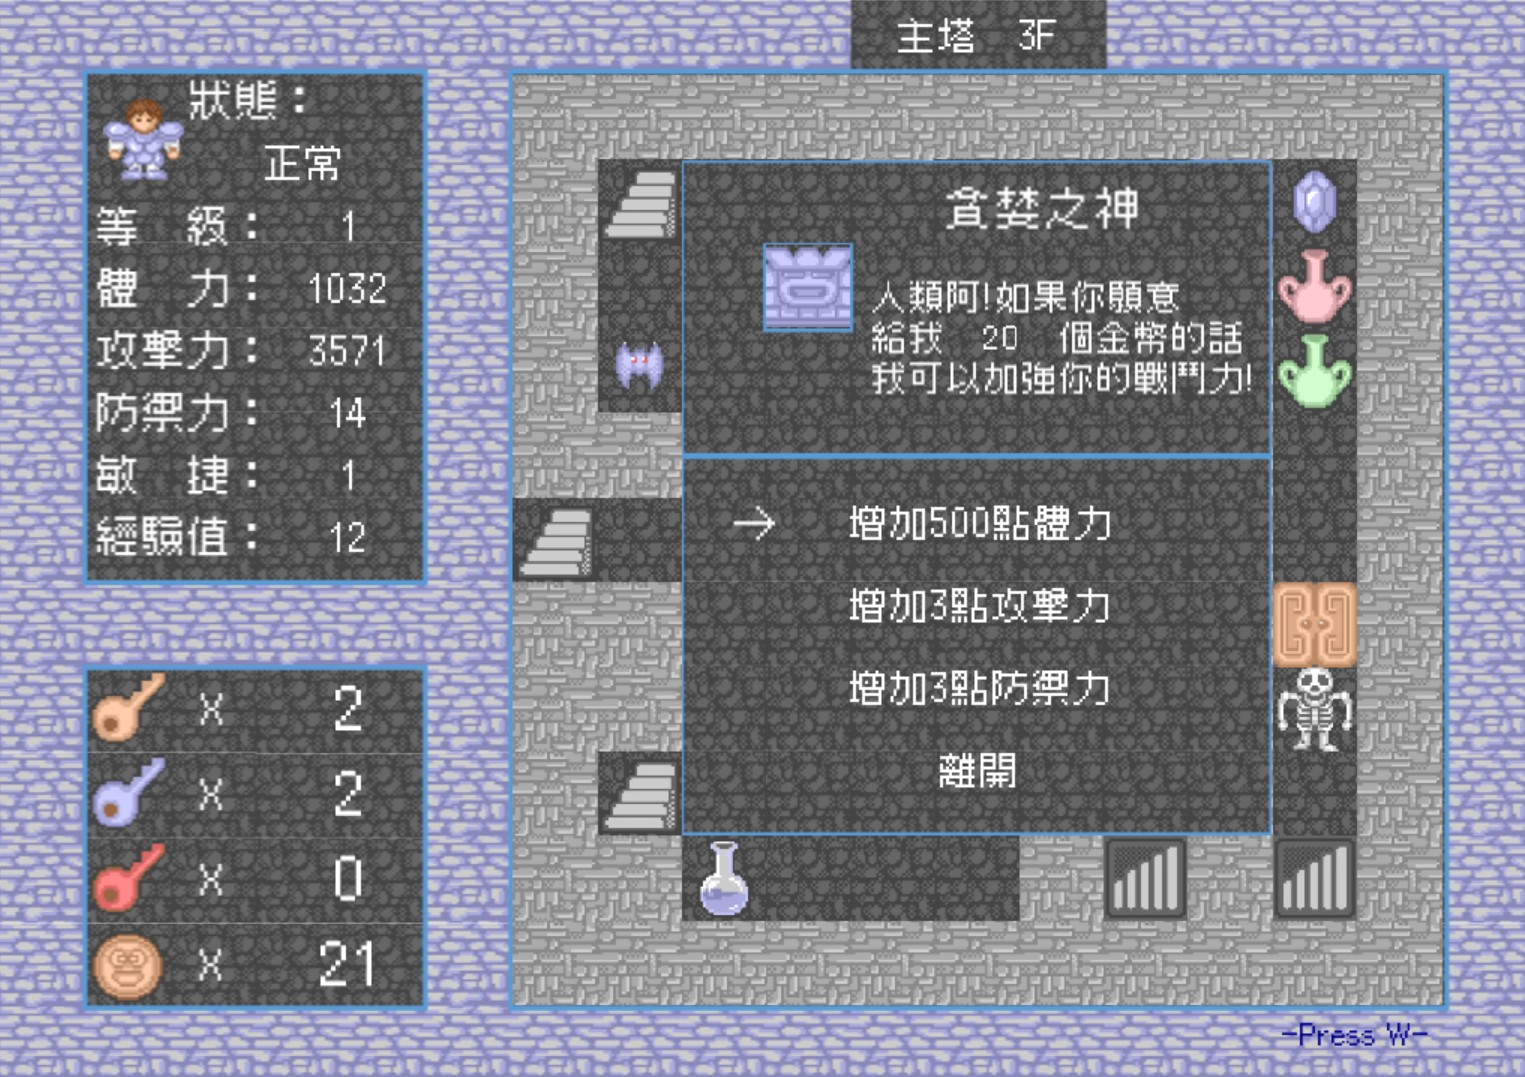 主塔 3F
狀態：
正常
等 級： 1
體 力： 1032
攻擊力： 3571
防禦力： 14
敏 捷： 1
經驗值： 12
X 2
X 2
X 0
X 21
貪婪之神
人類阿!如果你願意
給我 20 個金幣的話
我可以加強你的戰鬥力!
→ 增加500點體力
增加3點攻擊力
增加3點防禦力
離開
-Press W-